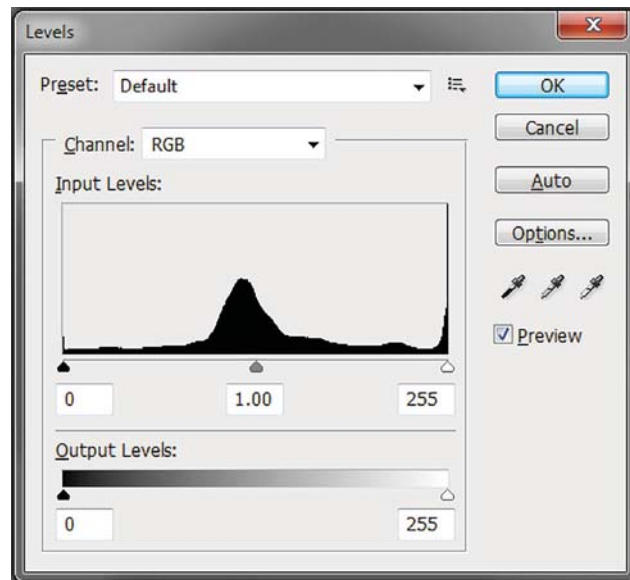 Levels
Preset: Default
OK
Cancel
Channel: RGB
Auto
Input Levels:
Options...
Preview
0 1.00 255
Output Levels:
0 255